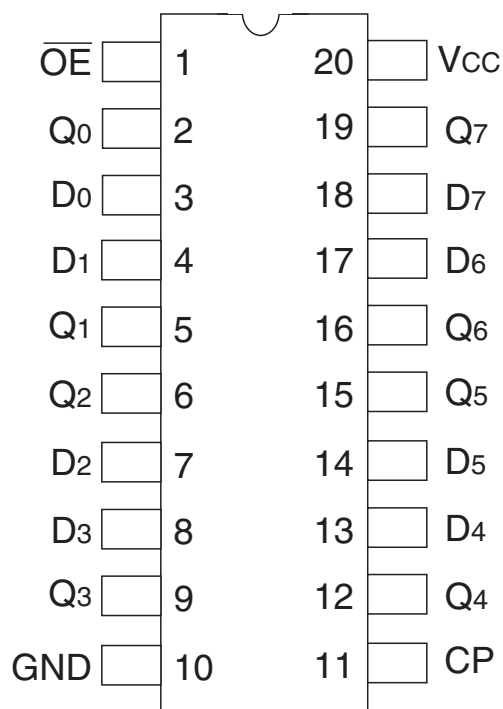 O̅E̅ 1 20 VCC
Q0 2 19 Q7
D0 3 18 D7
D1 4 17 D6
Q1 5 16 Q6
Q2 6 15 Q5
D2 7 14 D5
D3 8 13 D4
Q3 9 12 Q4
GND 10 11 CP